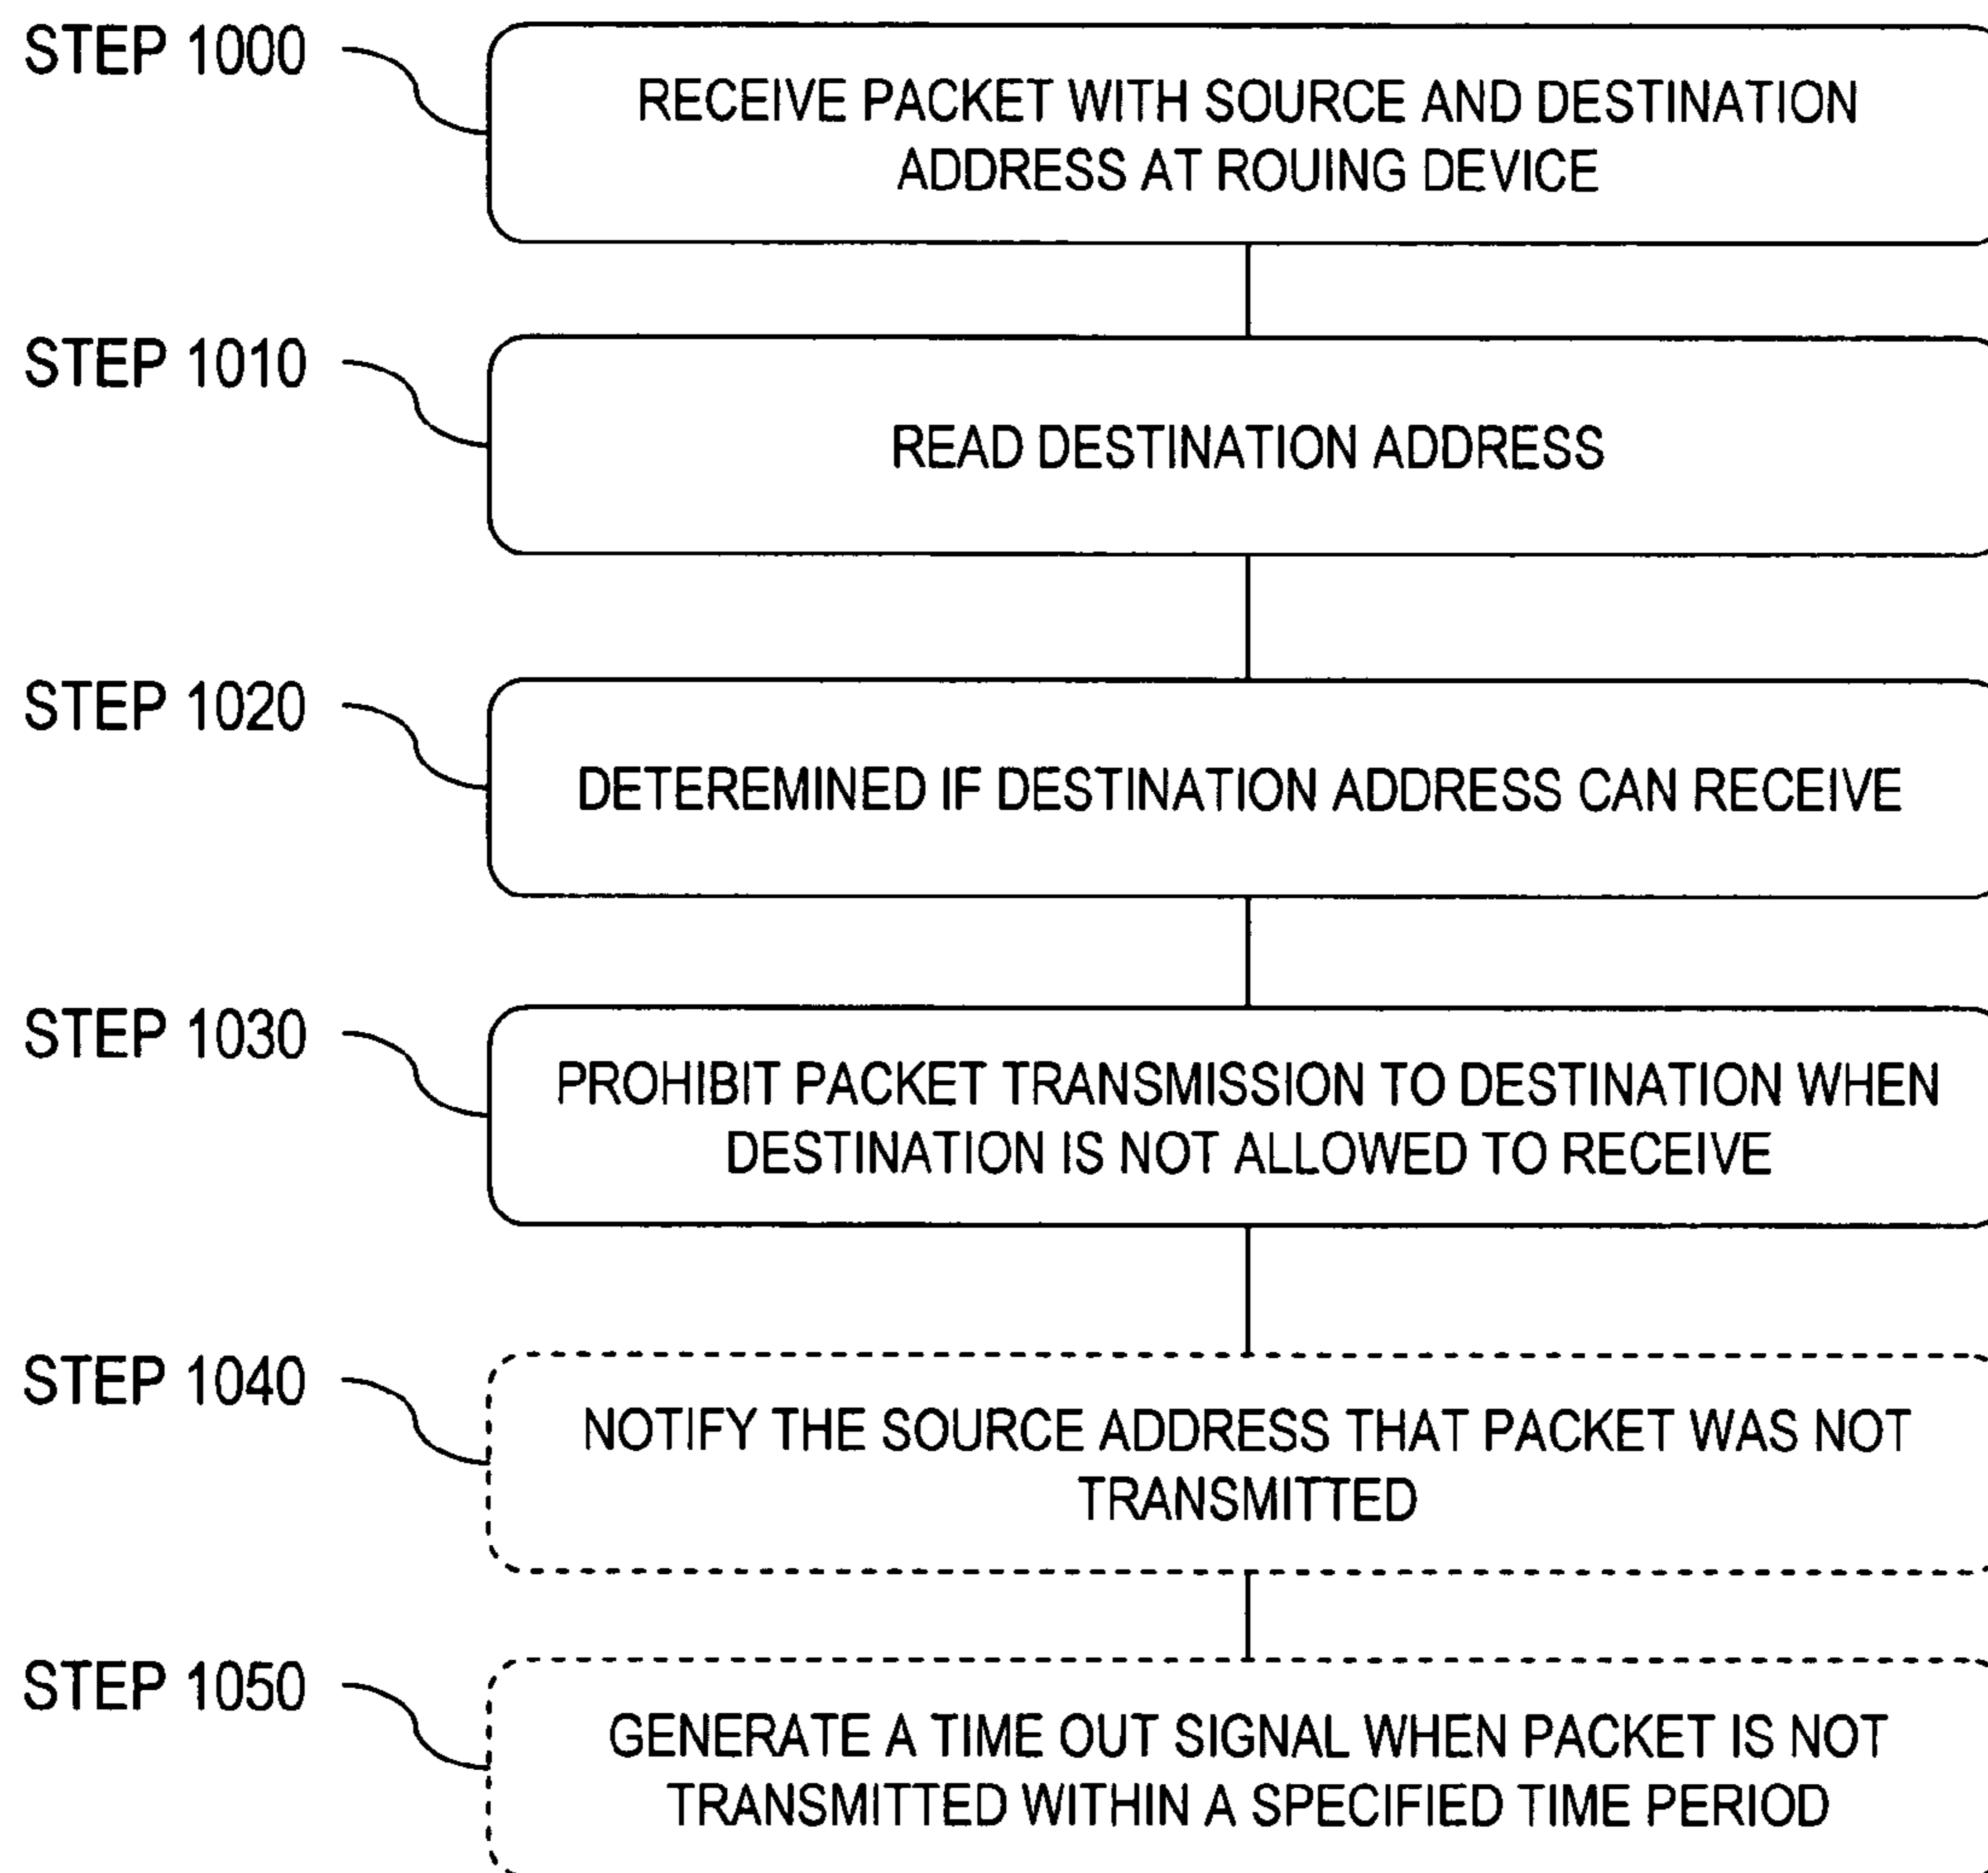 STEP 1000
RECEIVE PACKET WITH SOURCE AND DESTINATION
ADDRESS AT ROUING DEVICE
STEP 1010
READ DESTINATION ADDRESS
STEP 1020
DETEREMINED IF DESTINATION ADDRESS CAN RECEIVE
STEP 1030
PROHIBIT PACKET TRANSMISSION TO DESTINATION WHEN
DESTINATION IS NOT ALLOWED TO RECEIVE
STEP 1040
NOTIFY THE SOURCE ADDRESS THAT PACKET WAS NOT
TRANSMITTED
STEP 1050
GENERATE A TIME OUT SIGNAL WHEN PACKET IS NOT
TRANSMITTED WITHIN A SPECIFIED TIME PERIOD